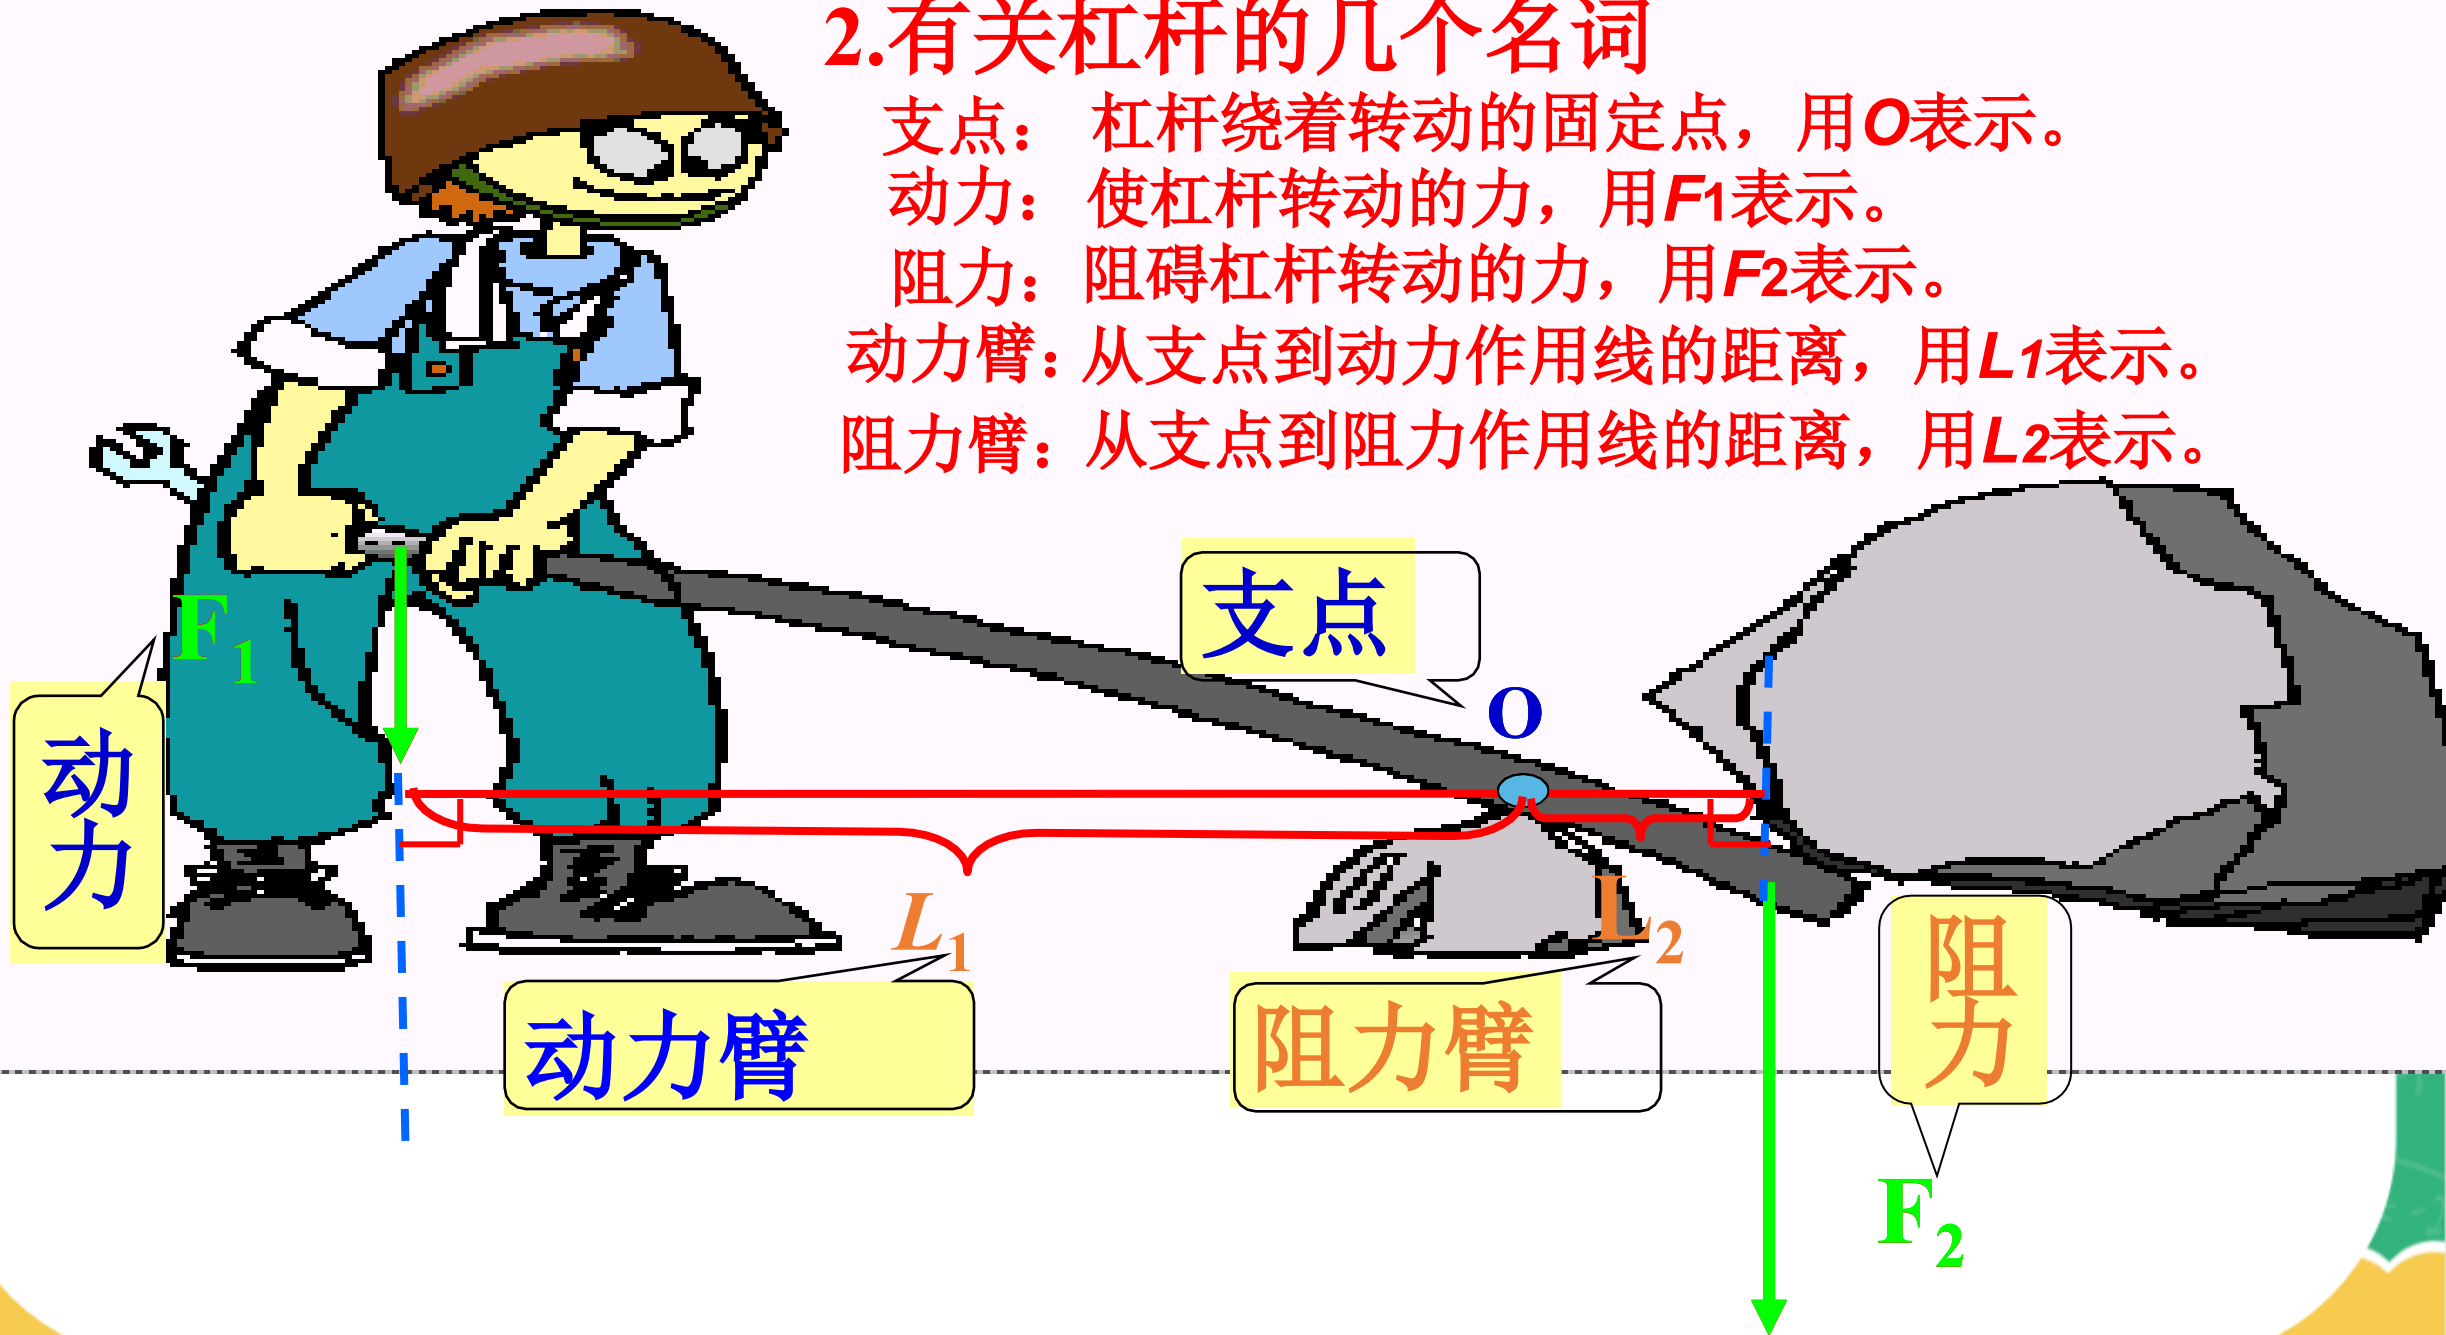 2.有关杠杆的几个名词
支点： 杠杆绕着转动的固定点，用O表示。
动力： 使杠杆转动的力，用F1表示。
阻力： 阻碍杠杆转动的力，用F2表示。
动力臂：从支点到动力作用线的距离，用L1表示。
阻力臂：从支点到阻力作用线的距离，用L2表示。
支点
O
F1
动力
L1
L2
动力臂
阻力臂
阻力
F2